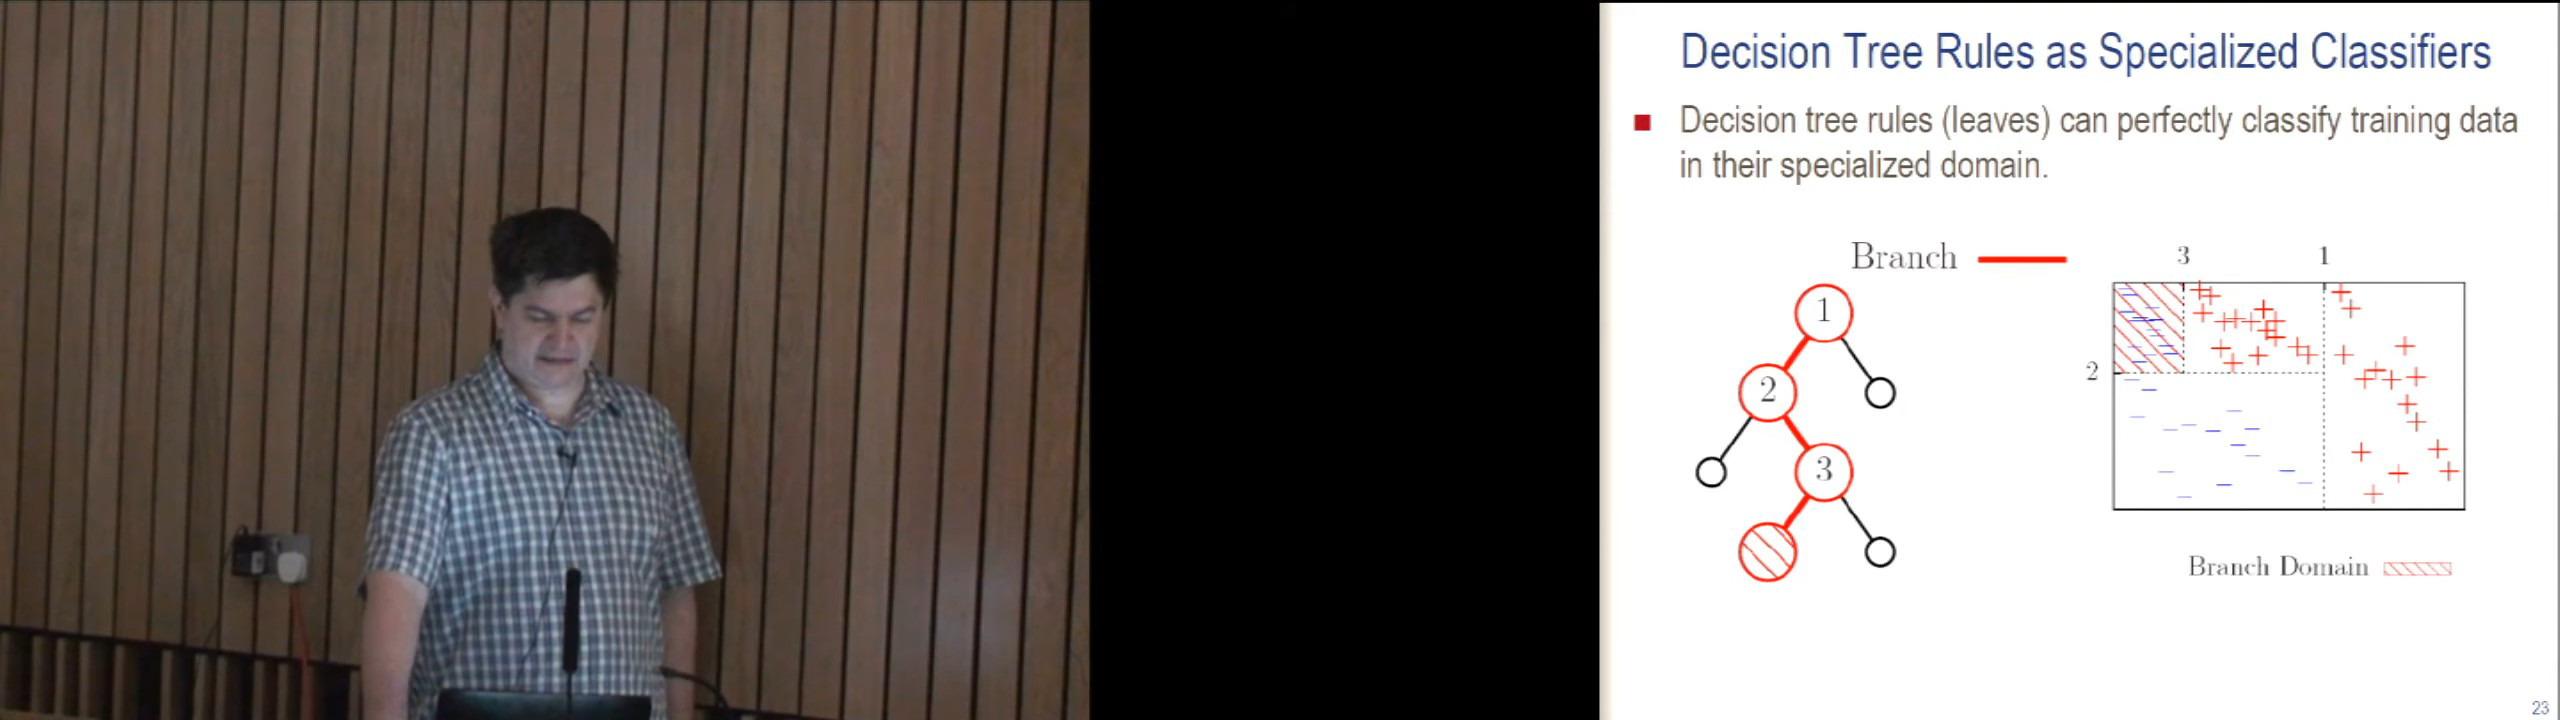 Decision Tree Rules as Specialized Classifiers
Decision tree rules (leaves) can perfectly classify training data
in their specialized domain.
Branch
1
2
3
3
1
2
Branch Domain
23